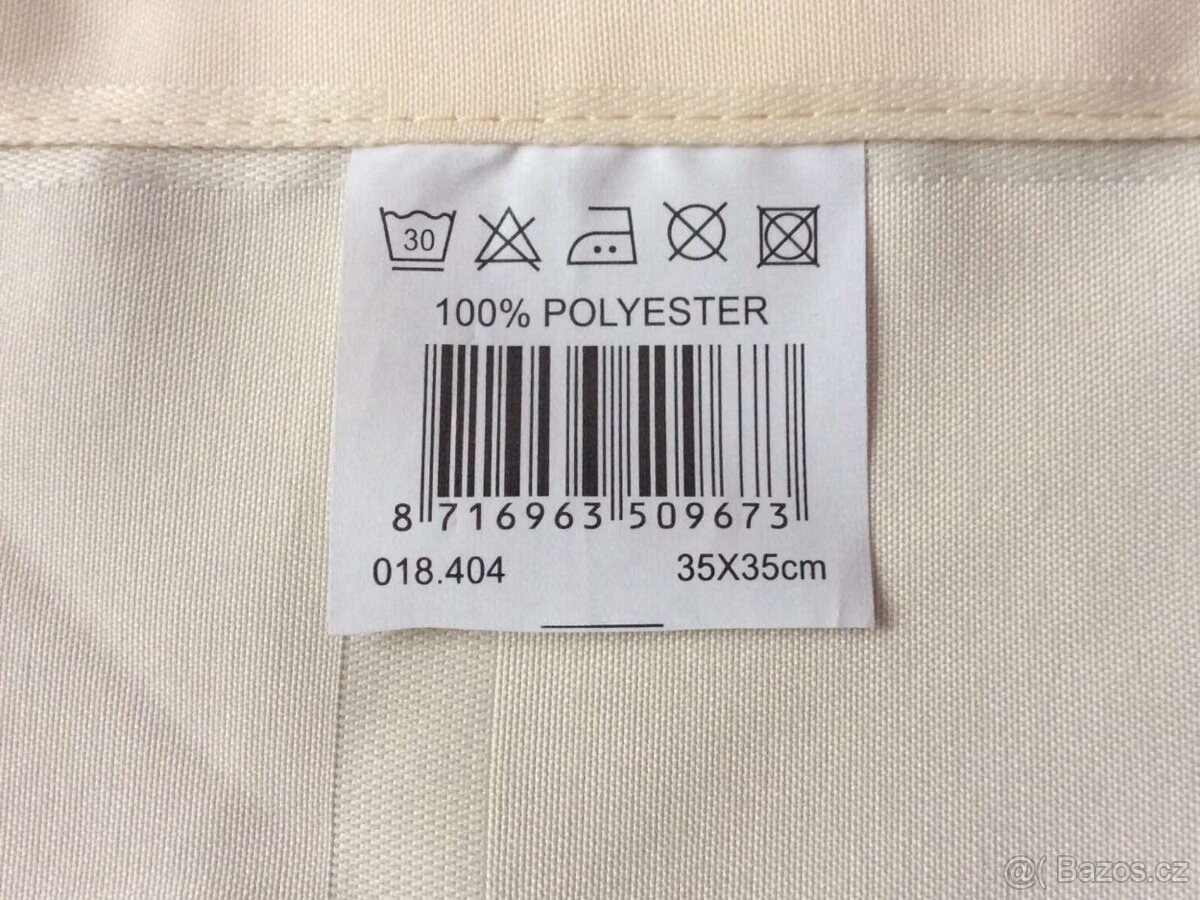 30
100% POLYESTER
8 716963 509673
018.404 35X35cm
@( Bazos.cz